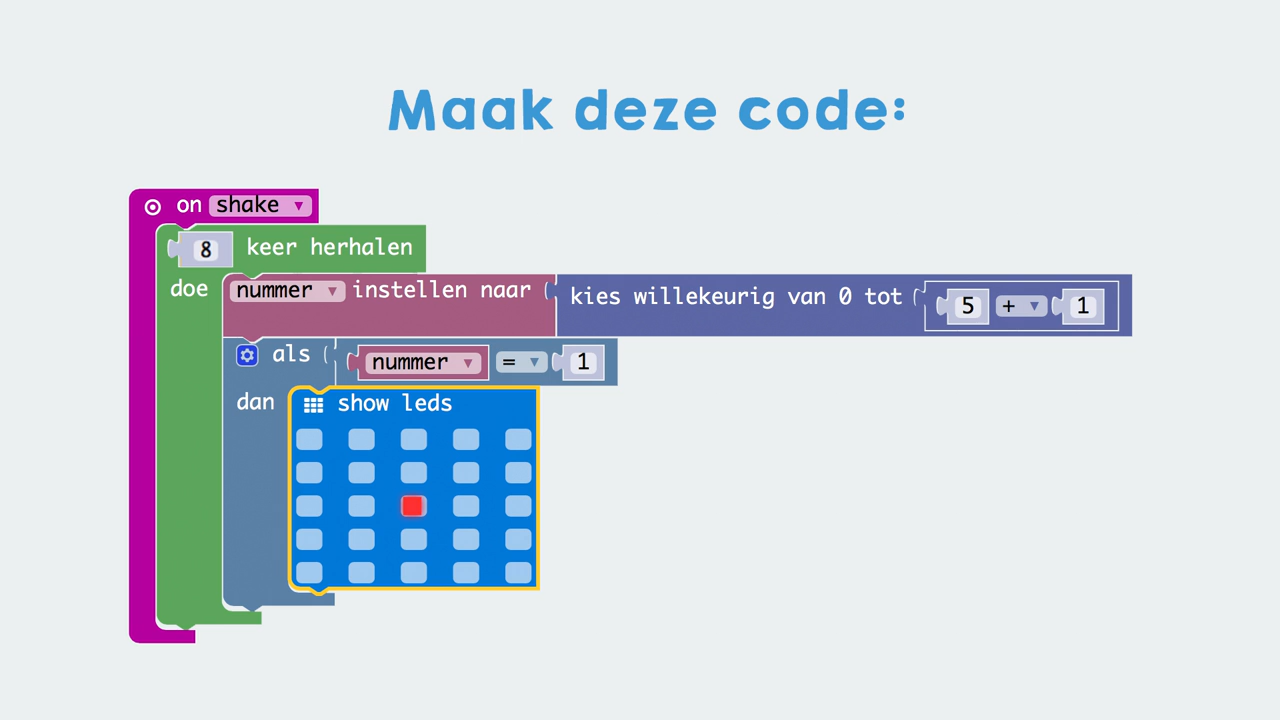 Maak deze code:
on shake
8 keer herhalen
doe nummer instellen naar kies willekeurig van 0 tot 5 + 1
als nummer = 1
dan show leds